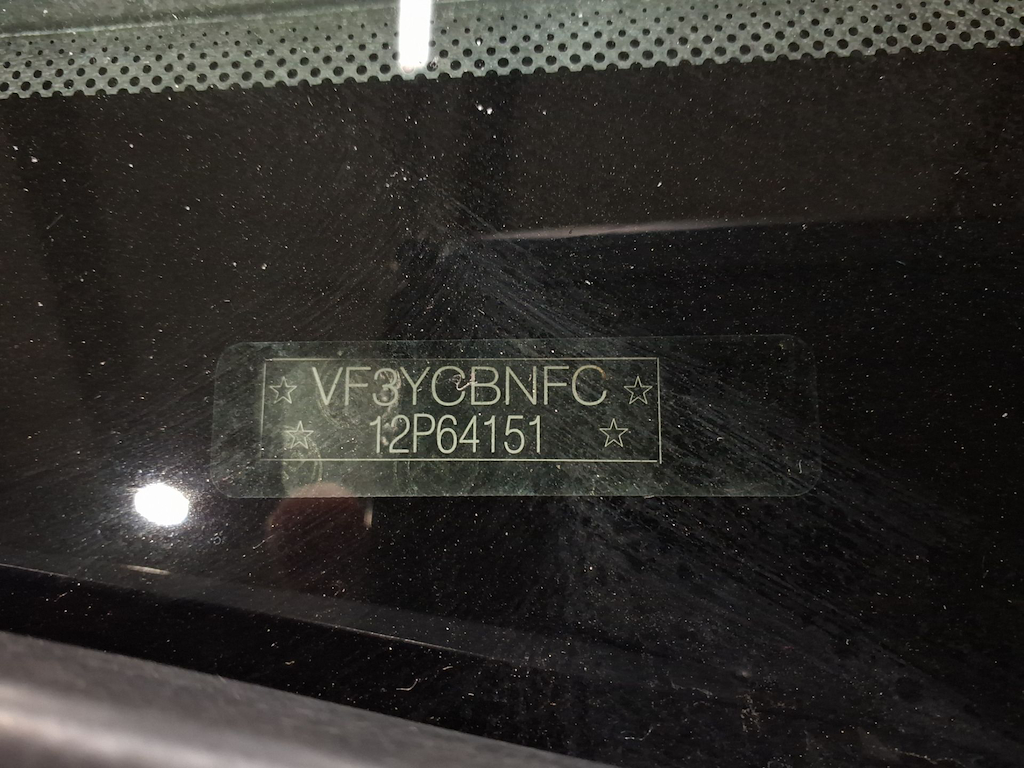 ☆ VF3YCBNFC ☆
☆ 12P64151 ☆